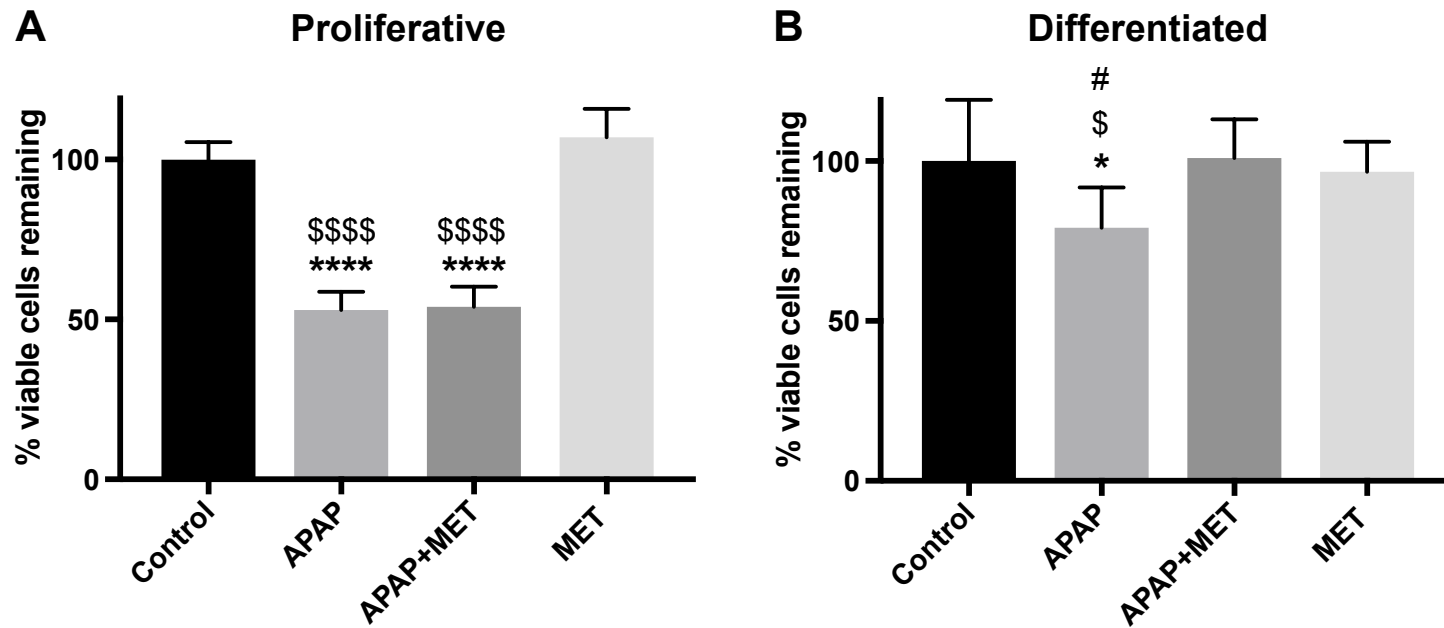 A
Proliferative
% viable cells remaining
100
50
0
$$$$
****
$$$$
****
Control
APAP
APAP+MET
MET
B
Differentiated
% viable cells remaining
100
50
0
#
$
*
Control
APAP
APAP+MET
MET